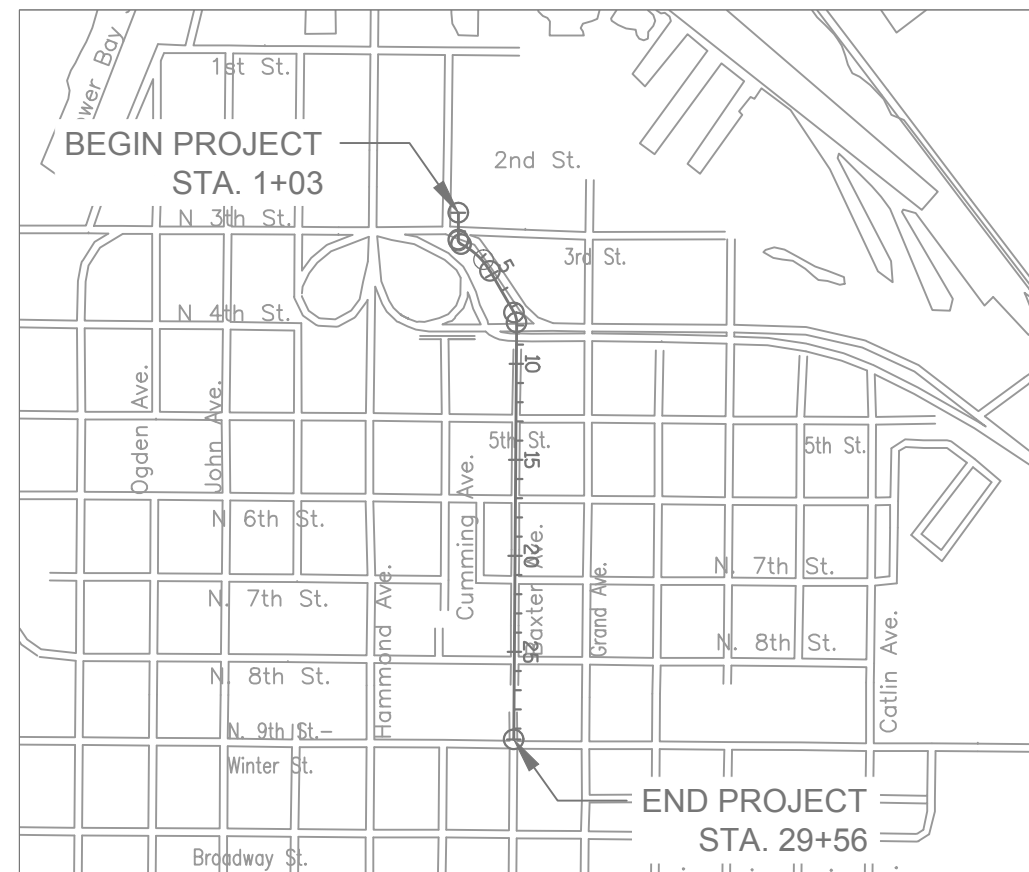 1st St.
BEGIN PROJECT
STA. 1+03
2nd St.
N 3th St.
3rd St.
5
N 4th St.
10
Ogden Ave.
John Ave.
5th St.
5th St.
15
Cumming Ave.
N 6th St.
20
Grand Ave.
N. 7th St.
N. 7th St.
Hammond Ave.
25
N. 8th St.
N. 8th St.
Catlin Ave.
N. 9th St.–
Winter St.
END PROJECT
STA. 29+56
Broadway St.
Bay
Ave.